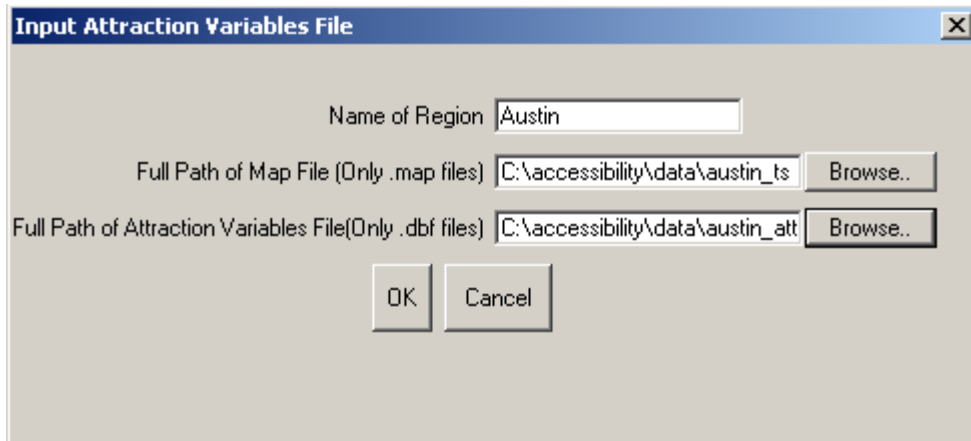 Input Attraction Variables File
Name of Region Austin
Full Path of Map File (Only .map files) C:\accessibility\data\austin_ts Browse..
Full Path of Attraction Variables File(Only .dbf files) C:\accessibility\data\austin_att Browse..
OK Cancel